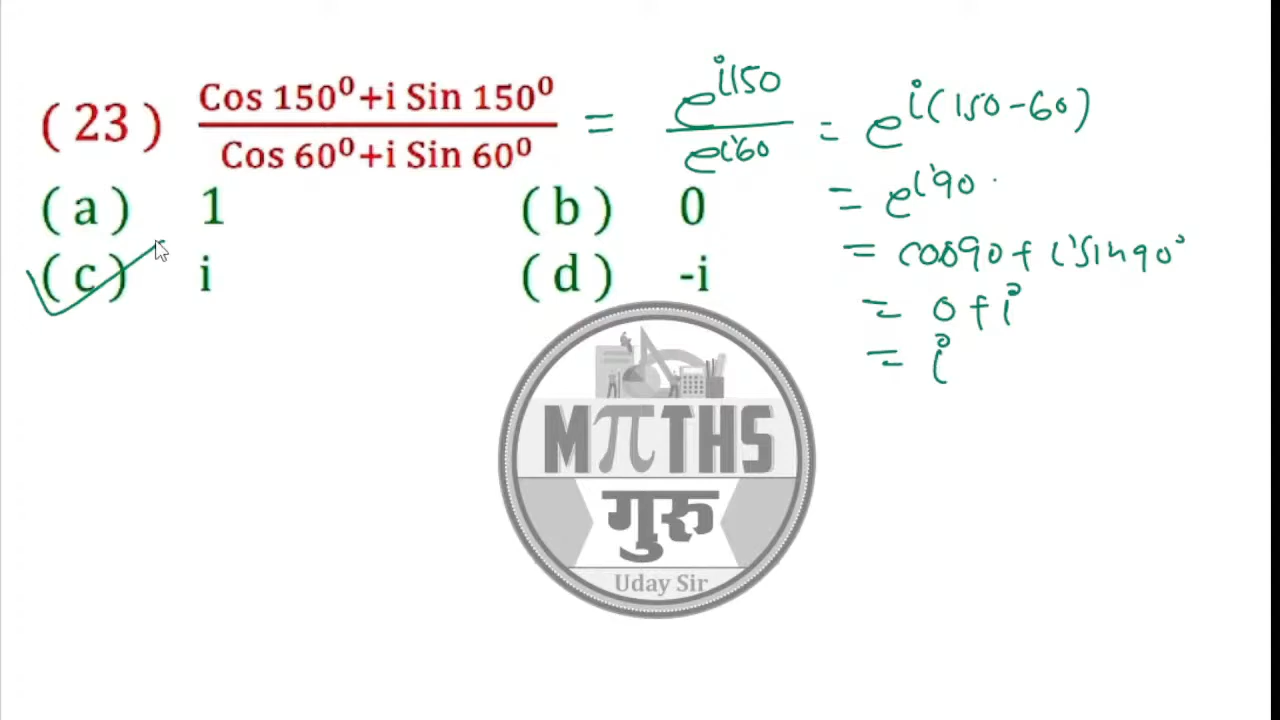 ( 23 ) Cos 150⁰+i Sin 150⁰ / Cos 60⁰+i Sin 60⁰ = e^i150 / e^i60 = e^i(150-60)
( a ) 1 ( b ) 0 = e^i90
= cos90 + i sin90°
( c ) i ( d ) -i
= 0 + i
= i
MπTHS
गुरु
Uday Sir